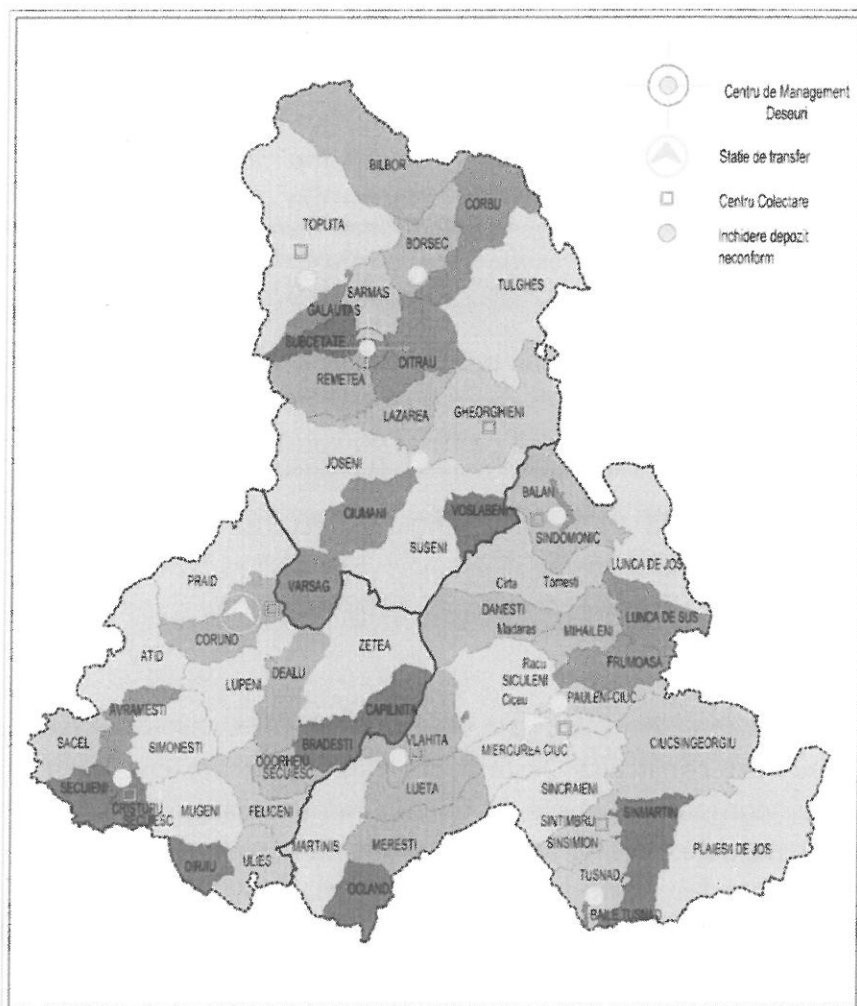 Centru de Management
Deseuri
Statie de transfer
Centru Colectare
Inchidere depozit
neconform
BILBOR
CORBU
TOPLITA
BORSEC
TULGHES
SARMAS
GALAUTAS
SUBCETATE
DITRAU
REMETEA
LAZAREA
GHEORGHIENI
JOSENI
BALAN
CIUMANI
VOSLABENI
SINDOMONIC
SUSENI
LUNCA DE JOS
PRAID
VARSAG
Cirta
Tomesti
DANESTI
Madaras
MIHAILENI
LUNCA DE SUS
CORUND
ZETEA
ATID
DEALU
LUPENI
FRUMOASA
Racu
SICULENI
Ciceu
PAULENI-CIUC
AVRAMESTI
CAPILNITA
SACEL
SIMONESTI
BRADESTI
VLAHITA
MIERCUREA CIUC
CIUCSINGEORGIU
ODORHEIU
SECUIESC
SECUIENI
LUETA
SINCRAIENI
CRISTURU
SECUIESC
MUGENI
FELICENI
SINTIMBRU
SINMARTIN
MARTINIS
MERESTI
SINSIMION
PLAIESII DE JOS
DIRJIU
ULIES
TUSNAD
OCLAND
BAILE TUSNAD